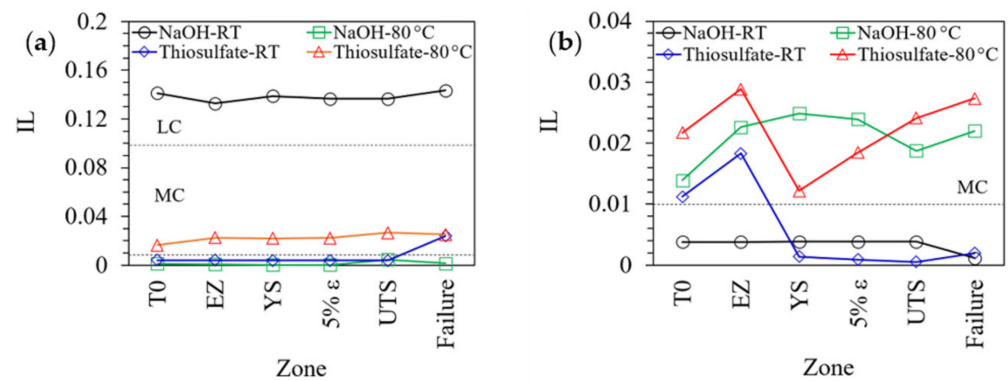 (a)
NaOH-RT
NaOH-80 °C
Thiosulfate-RT
Thiosulfate-80°C
0.2
0.16
0.12
0.08
0.04
0
IL
LC
MC
T0
EZ
YS
5% ε
UTS
Failure
Zone
(b)
NaOH-RT
NaOH-80 °C
Thiosulfate-RT
Thiosulfate-80°C
0.04
0.03
0.02
0.01
0.00
IL
MC
T0
EZ
YS
5% ε
UTS
Failure
Zone